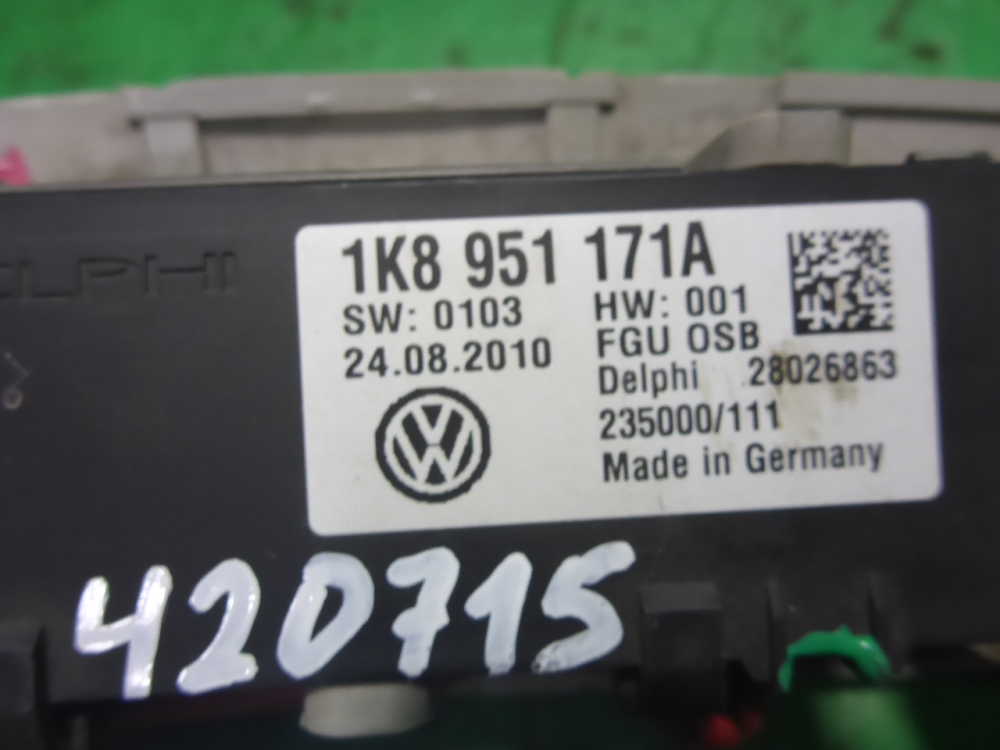 DELPHI
1K8 951 171A
SW: 0103 HW: 001
24.08.2010 FGU OSB
Delphi 28026863
235000/111
Made in Germany
420715